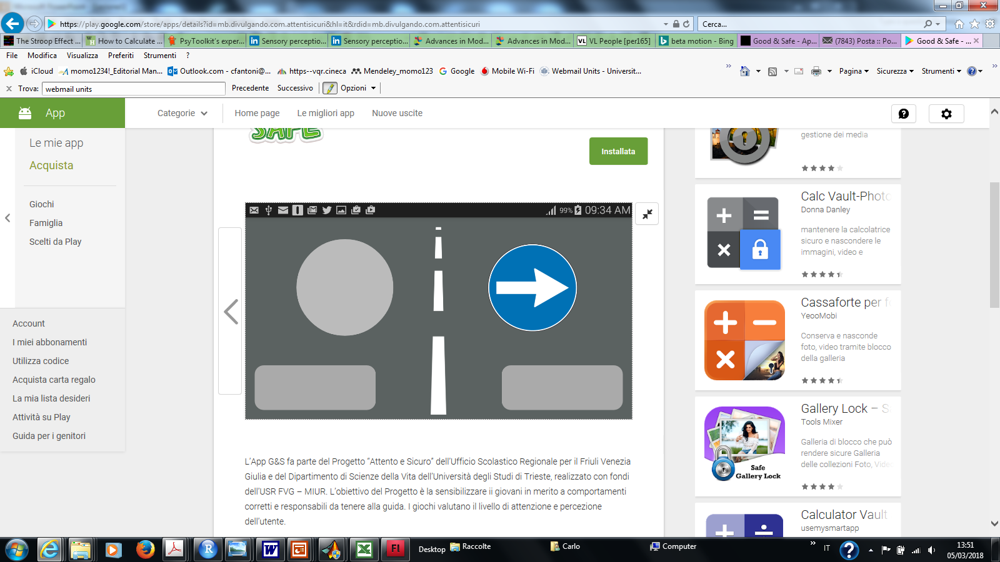 https://play.google.com/store/apps/details?id=mb.divulgando.com.attentisicuri&hl=it&rdid=mb.divulgando.com.attentisicuri
Cerca...
The Stroop Effect ...
How to Calculate ...
PsyToolkit's exper...
Sensory perceptio...
Sensory perceptio...
Advances in Mod...
Advances in Mod...
VL People [per165]
beta motion - Bing
Good & Safe - Ap...
(7843) Posta :: Po...
Good & Safe - ...
File Modifica Visualizza Preferiti Strumenti ?
iCloud
momo1234!_Editorial Man...
Outlook.com - cfantoni@...
https--vqr.cineca
Mendeley_momo123
Google
Mobile Wi-Fi
Webmail Units - Universit...
Pagina
Sicurezza
Strumenti
Trova: webmail units Precedente Successivo Opzioni
App
Categorie
Home page
Le migliori app
Nuove uscite
Le mie app
Acquista
Giochi
Famiglia
Scelti da Play
Account
I miei abbonamenti
Utilizza codice
Acquista carta regalo
La mia lista desideri
Attività su Play
Guida per i genitori
SAFE
Installata
99% 09:34 AM
L'App G&S fa parte del Progetto "Attento e Sicuro" dell'Ufficio Scolastico Regionale per il Friuli Venezia
Giulia e del Dipartimento di Scienze della Vita dell'Università degli Studi di Trieste, realizzato con fondi
dell'USR FVG – MIUR. L'obiettivo del Progetto è la sensibilizzare ii giovani in merito a comportamenti
corretti e responsabili da tenere alla guida. I giochi valutano il livello di attenzione e percezione
dell'utente.
gestione dei media
Calc Vault-Photo
Donna Danley
mantenere la calcolatrice
sicuro e nascondere le
immagini, video e
Cassaforte per f
YeooMobi
Conserva e nasconde
foto, video tramite blocco
della galleria
Safe
Gallery Lock
Gallery Lock – S
Tools Mixer
Galleria di blocco che può
rendere sicure Galleria
delle collezioni Foto, Vide
Calculator Vault
usemysmartapp
Desktop
Raccolte
Carlo
Computer
IT
13:51
05/03/2018